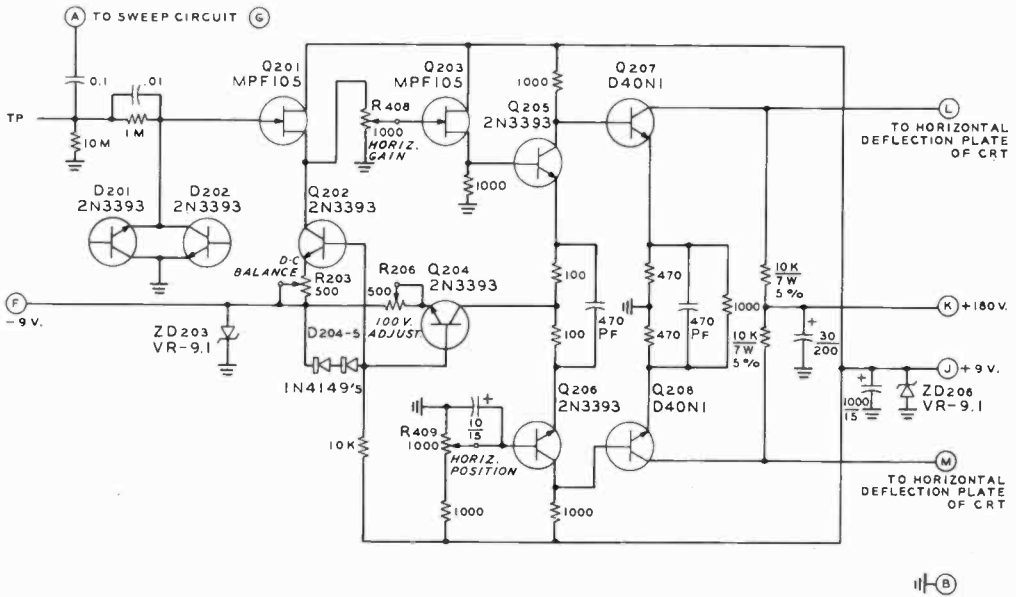 A TO SWEEP CIRCUIT G
0.1
.01
TP
10M
1M
Q201
MPF105
Q203
MPF105
R408
1000
HORIZ.
GAIN
1000
1000
Q205
2N3393
Q207
D40N1
L
TO HORIZONTAL
DEFLECTION PLATE
OF CRT
D201
2N3393
D202
2N3393
Q202
2N3393
D-C
BALANCE
R203
500
R206
500
100 V.
ADJUST
Q204
2N3393
100
100
470
PF
470
470
470
PF
1000
10K
7W
5%
10K
7W
5%
K +180V.
+
30
200
F
-9 V.
ZD203
VR-9.1
D204-5
1N4149's
J +9 V.
+
1000
15
ZD206
VR-9.1
10K
R409
1000
+
10
15
HORIZ.
POSITION
1000
Q206
2N3393
Q208
D40N1
1000
M
TO HORIZONTAL
DEFLECTION PLATE
OF CRT
B